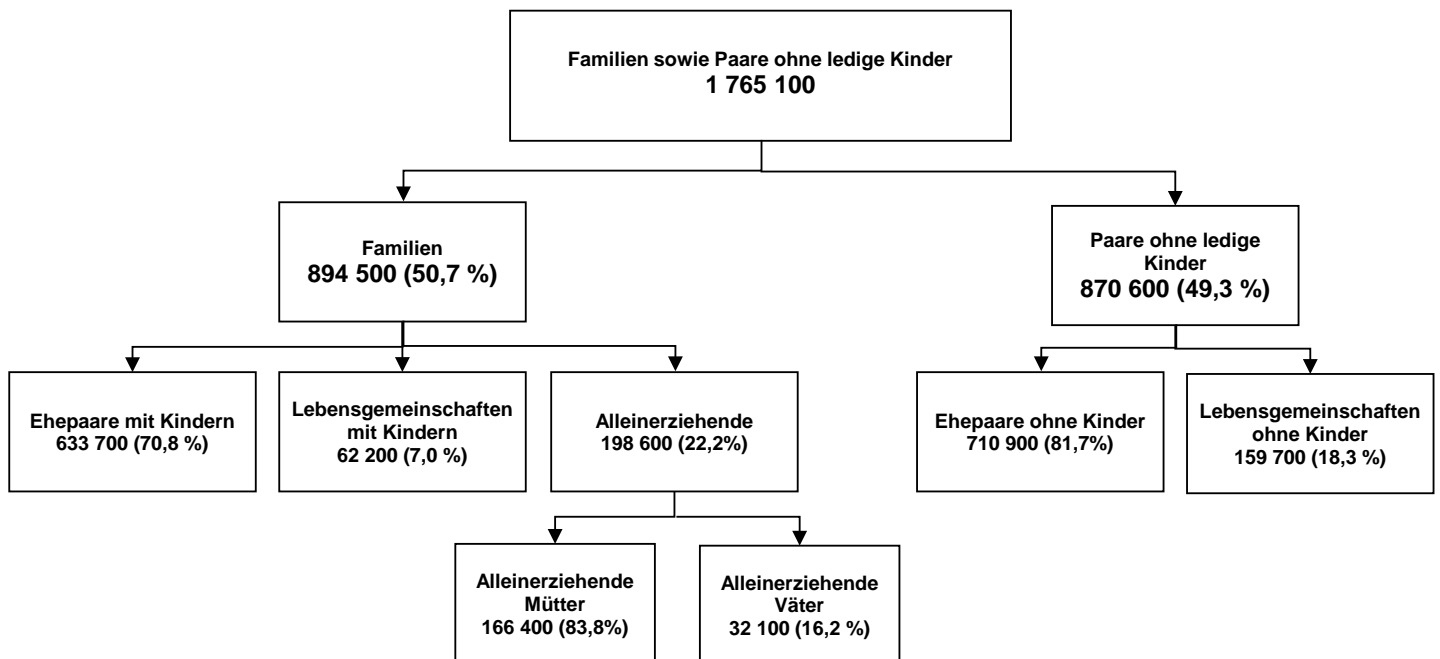 Familien sowie Paare ohne ledige Kinder
1 765 100
Familien
894 500 (50,7 %)
Paare ohne ledige
Kinder
870 600 (49,3 %)
Ehepaare mit Kindern
633 700 (70,8 %)
Lebensgemeinschaften
mit Kindern
62 200 (7,0 %)
Alleinerziehende
198 600 (22,2%)
Ehepaare ohne Kinder
710 900 (81,7%)
Lebensgemeinschaften
ohne Kinder
159 700 (18,3 %)
Alleinerziehende
Mütter
166 400 (83,8%)
Alleinerziehende
Väter
32 100 (16,2 %)